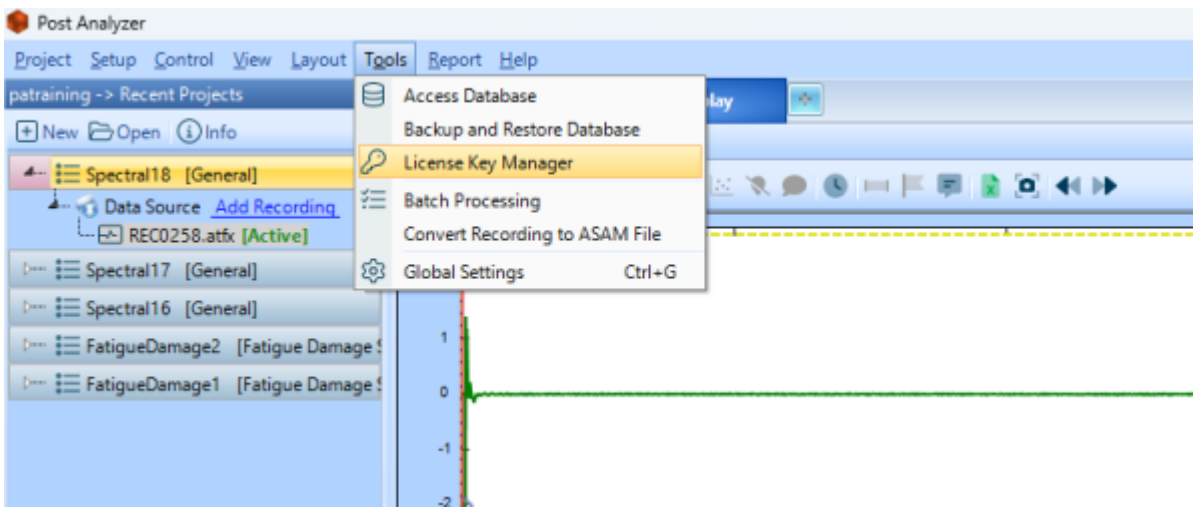 Post Analyzer
Project Setup Control View Layout Tools Report Help
patraining -> Recent Projects
New Open Info
Spectral18 [General]
Data Source Add Recording
REC0258.atfx [Active]
Spectral17 [General]
Spectral16 [General]
FatigueDamage2 [Fatigue Damage
FatigueDamage1 [Fatigue Damage
Access Database
Backup and Restore Database
License Key Manager
Batch Processing
Convert Recording to ASAM File
Global Settings Ctrl+G
lay
1
0
-1
-2